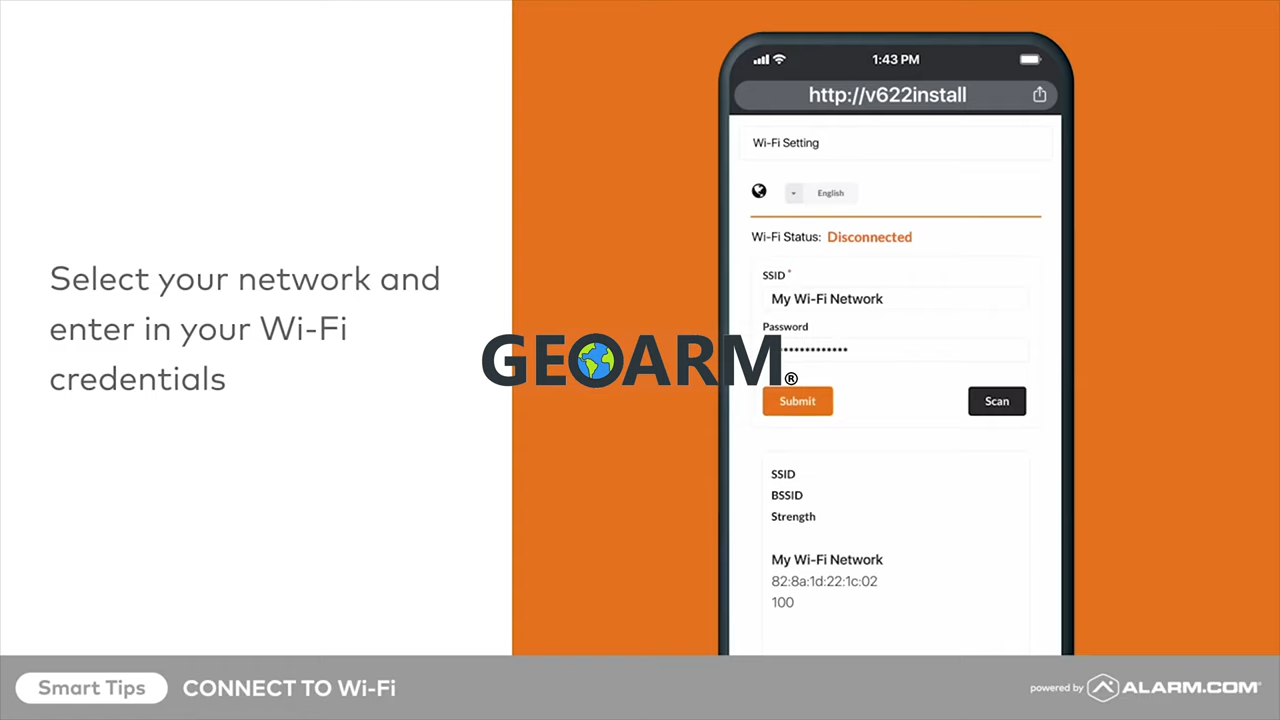 Select your network and
enter in your Wi-Fi
credentials
1:43 PM
http://v622install
Wi-Fi Setting
English
Wi-Fi Status: Disconnected
SSID *
My Wi-Fi Network
Password
GEOARM®
Submit
Scan
SSID
BSSID
Strength
My Wi-Fi Network
82:8a:1d:22:1c:02
100
Smart Tips
CONNECT TO Wi-Fi
powered by ALARM.COM®